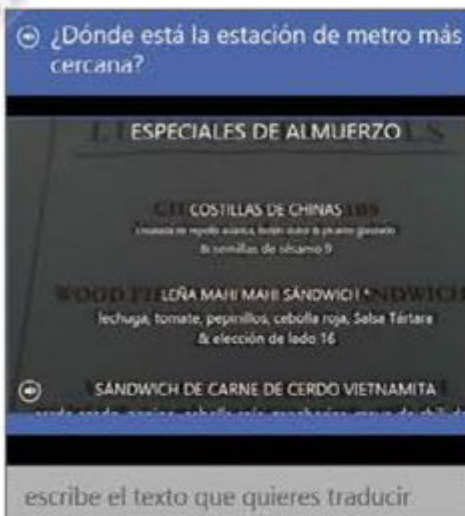 ¿Dónde está la estación de metro más
cercana?
ESPECIALES DE ALMUERZO
COSTILLAS DE CHINAS
& semillas de sésamo 9
LEÑA MAHI MAHI SÁNDWICH
lechuga, tomate, pepinillos, cebolla roja, Salsa Tártara
& elección de lado 16
SÁNDWICH DE CARNE DE CERDO VIETNAMITA
escribe el texto que quieres traducir